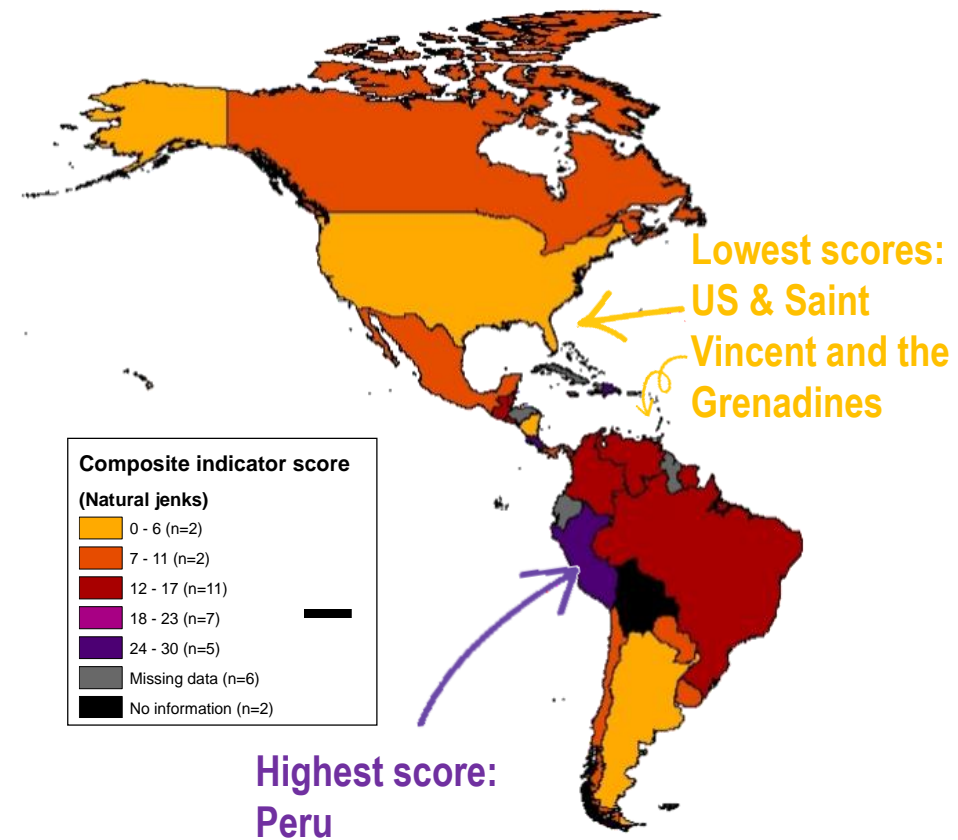 Lowest scores:
US & Saint
Vincent and the
Grenadines
Composite indicator score
(Natural jenks)
0 - 6 (n=2)
7 - 11 (n=2)
12 - 17 (n=11)
18 - 23 (n=7)
24 - 30 (n=5)
Missing data (n=6)
No information (n=2)
Highest score:
Peru